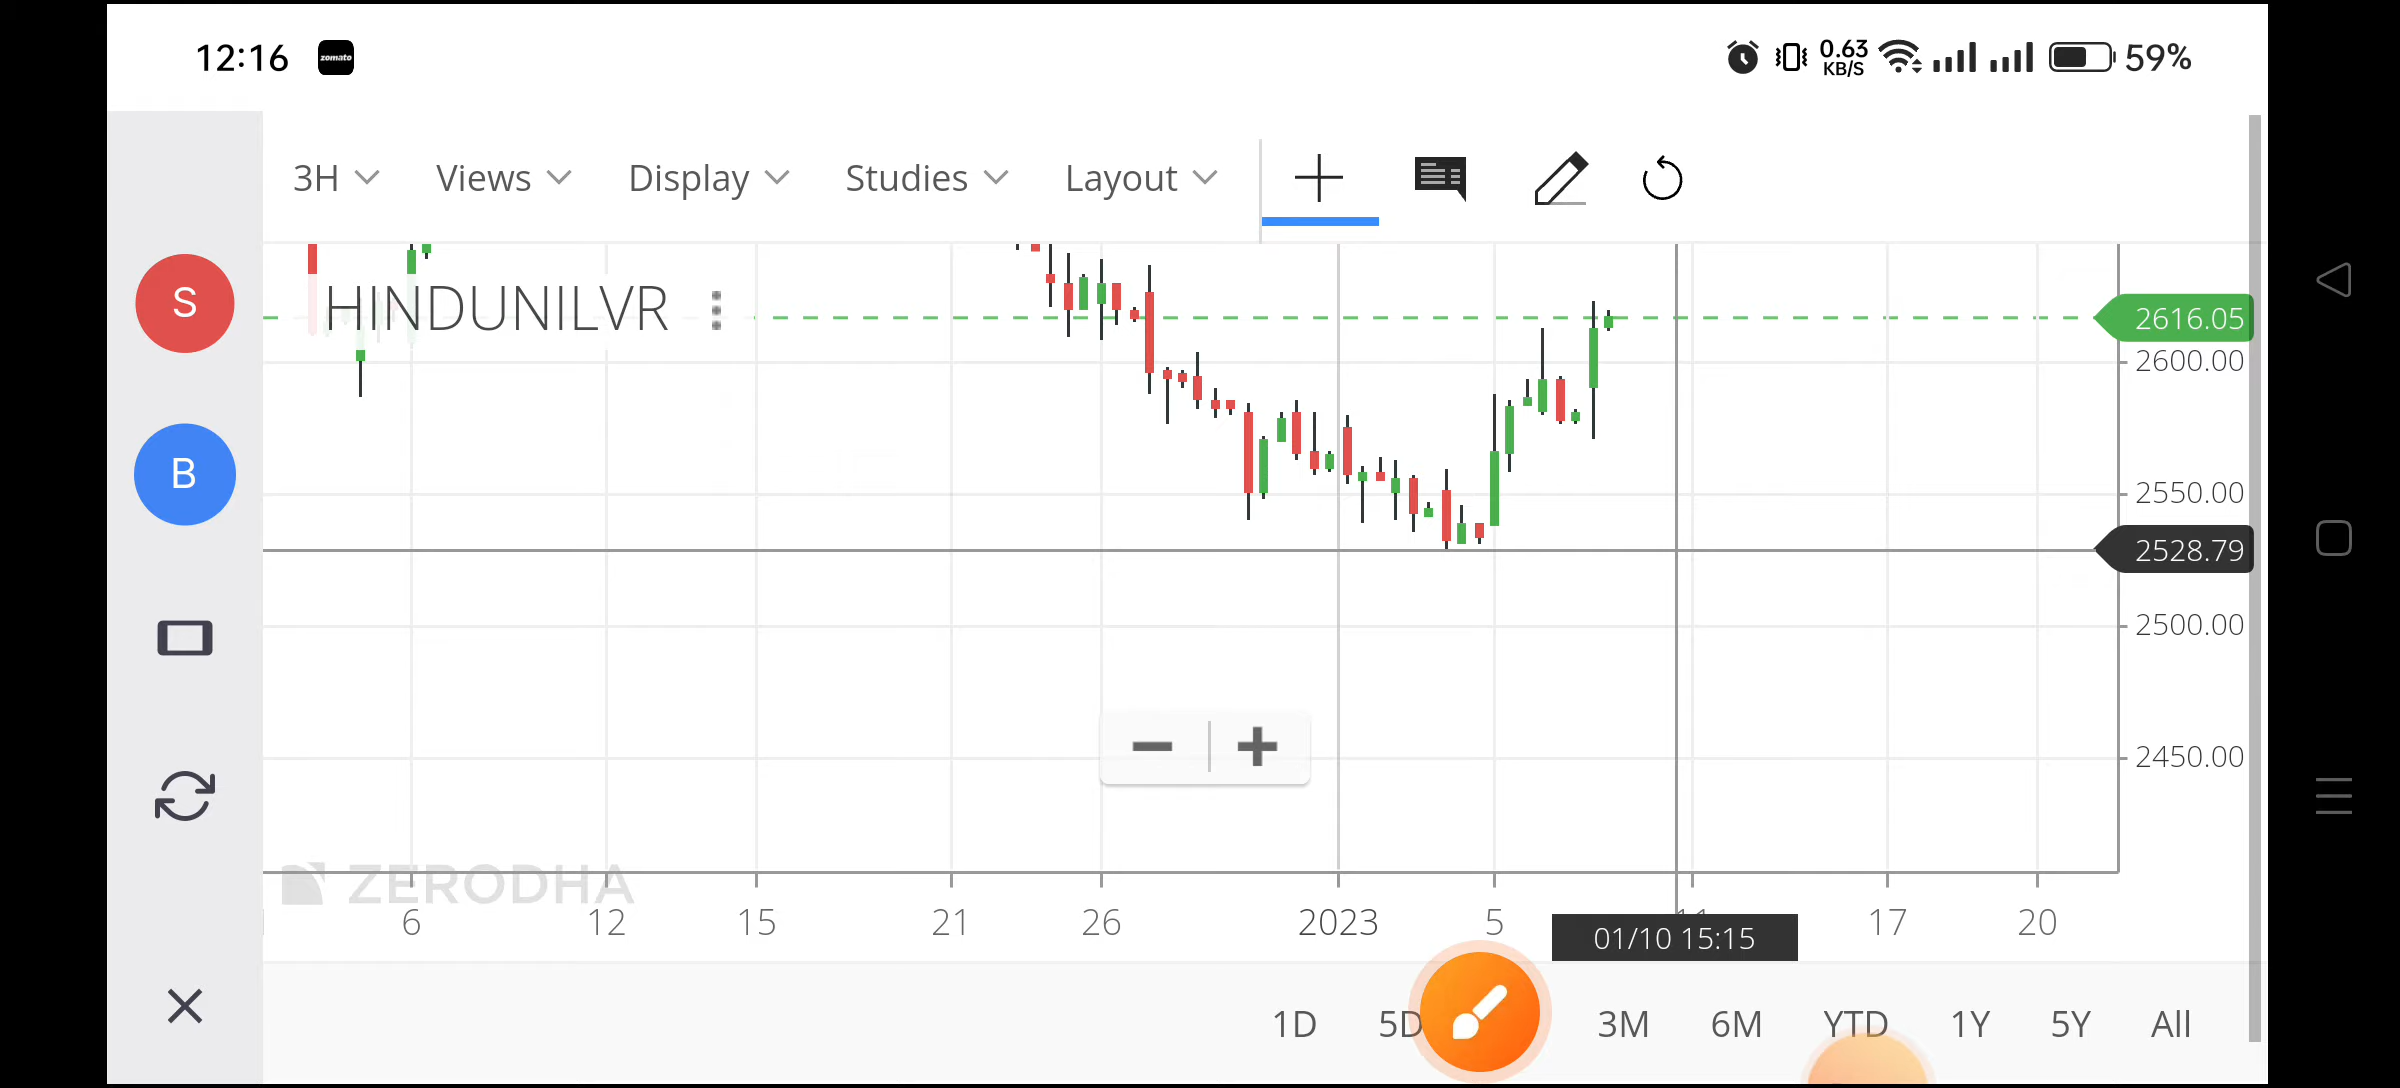 12:16 zomato 0.63 KB/S 59%
3H Views Display Studies Layout
S
HINDUNILVR
2616.05
2600.00
B
2550.00
2528.79
2500.00
2450.00
ZERODHA
6 12 15 21 26 2023 5 11 17 20
01/10 15:15
1D 5D 3M 6M YTD 1Y 5Y All